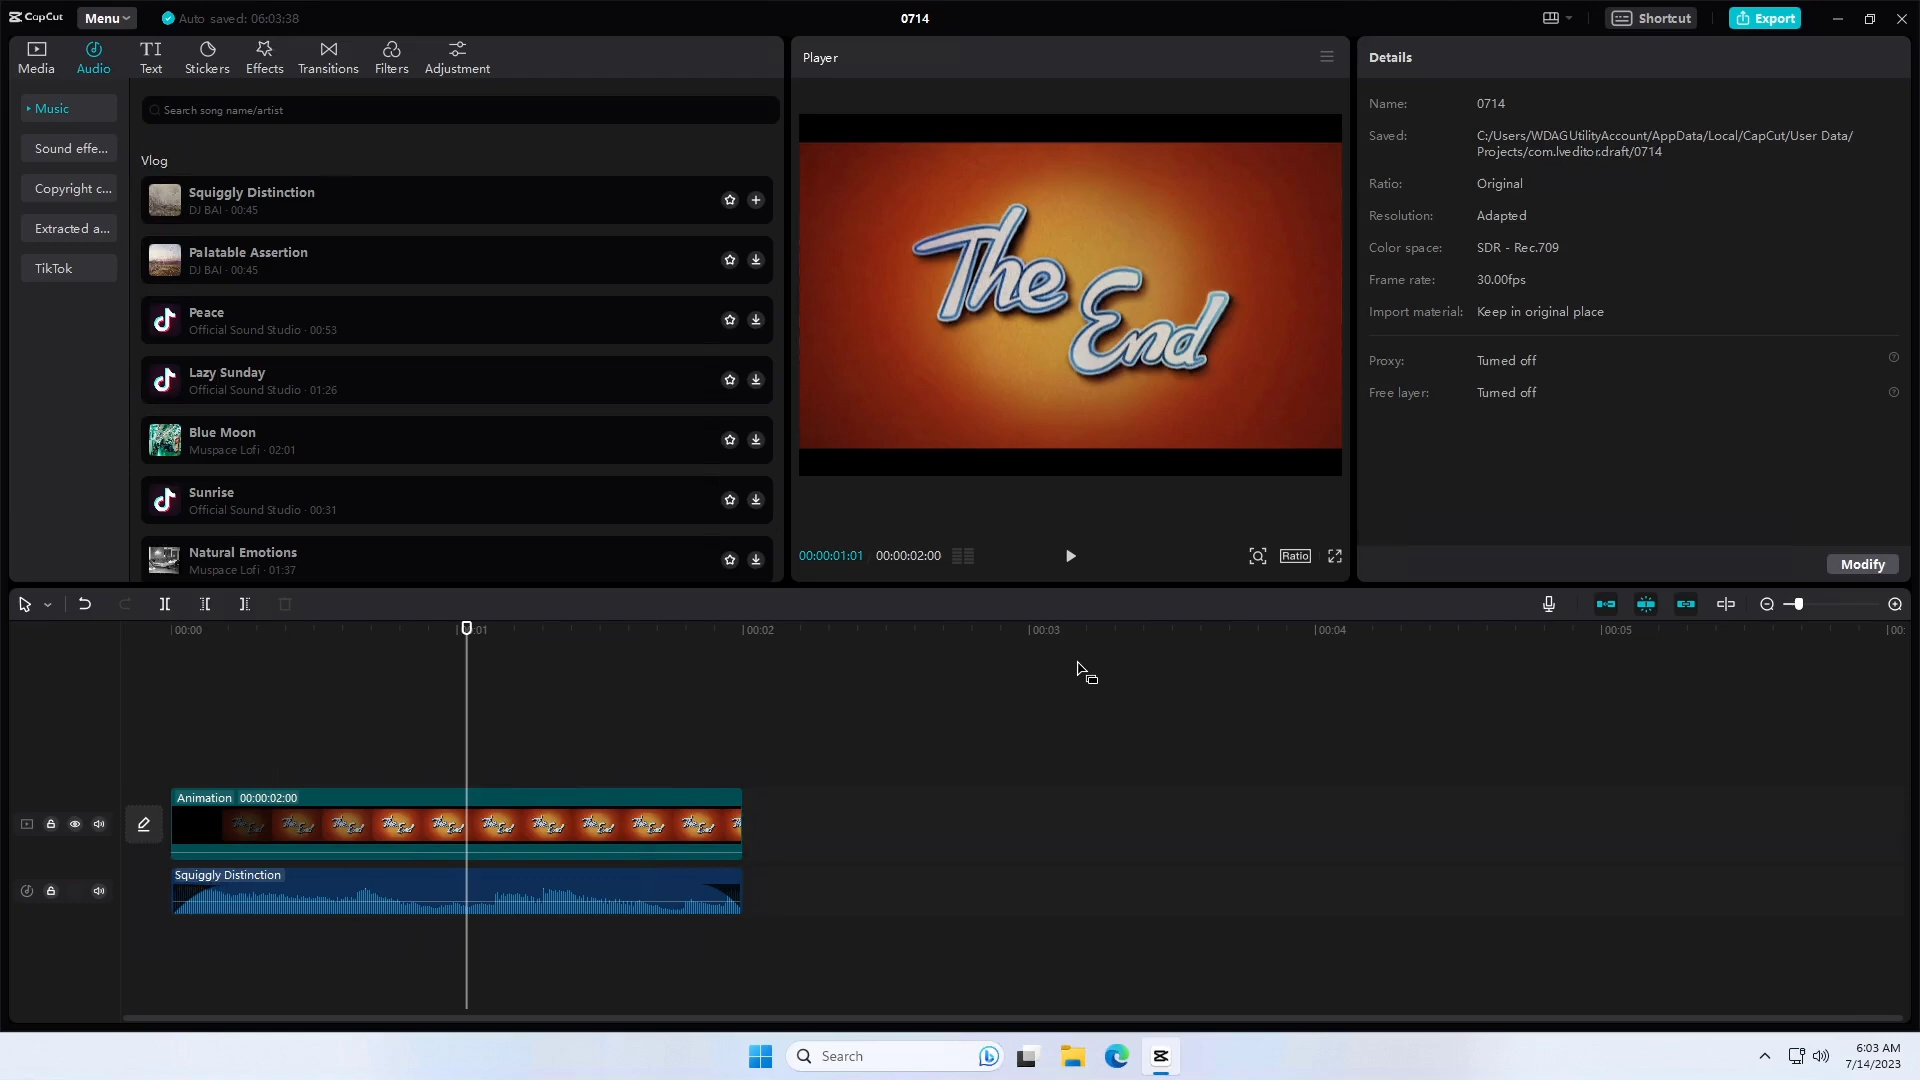 CapCut
Menu
Auto saved: 06:03:38
0714
Shortcut
Export
Media
Audio
TI
Text
Stickers
Effects
Transitions
Filters
Adjustment
Player
Details
Music
Sound effe...
Copyright c...
Extracted a...
TikTok
Search song name/artist
Vlog
Squiggly Distinction
DJ BAI · 00:45
Palatable Assertion
DJ BAI · 00:45
Peace
Official Sound Studio · 00:53
Lazy Sunday
Official Sound Studio · 01:26
Blue Moon
Muspace Lofi · 02:01
Sunrise
Official Sound Studio · 00:31
Natural Emotions
Muspace Lofi · 01:37
The
End
00:00:01:01
00:00:02:00
Ratio
Name:
0714
Saved:
C:/Users/WDAGUtilityAccount/AppData/Local/CapCut/User Data/
Projects/com.lveditor.draft/0714
Ratio:
Original
Resolution:
Adapted
Color space:
SDR - Rec.709
Frame rate:
30.00fps
Import material:
Keep in original place
Proxy:
Turned off
Free layer:
Turned off
Modify
00:00
:01
00:02
00:03
00:04
00:05
00:
Animation 00:00:02:00
Squiggly Distinction
Search
6:03 AM
7/14/2023